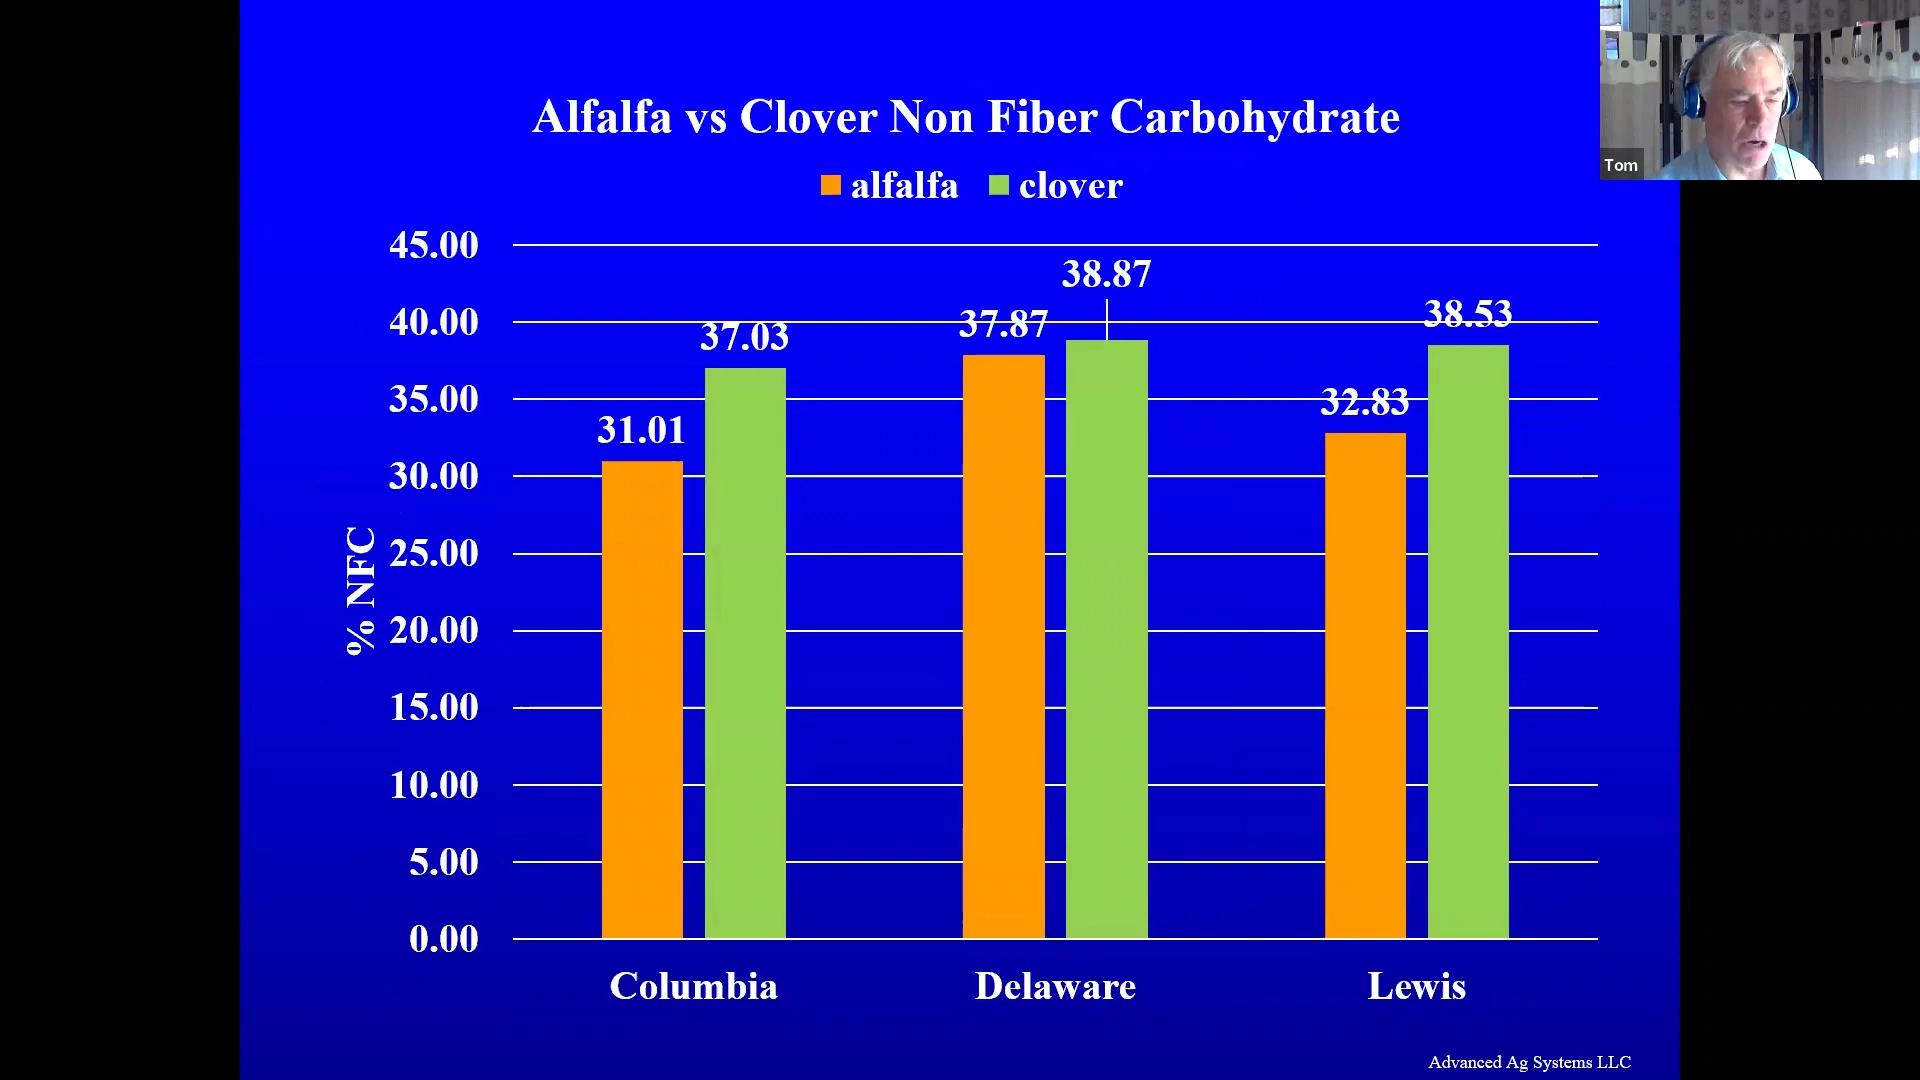 Alfalfa vs Clover Non Fiber Carbohydrate
Tom
alfalfa clover
45.00
38.87
40.00
37.03
37.87
38.53
35.00
31.01
32.83
30.00
25.00
% NFC
20.00
15.00
10.00
5.00
0.00
Columbia Delaware Lewis
Advanced Ag Systems LLC